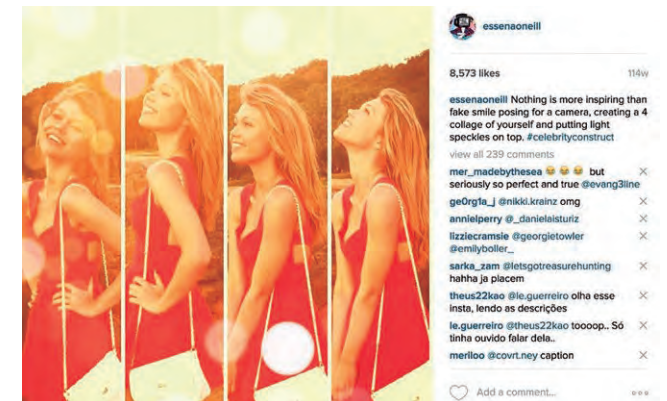 essenaoneill
8,573 likes
114w
essenaoneill Nothing is more inspiring than
fake smile posing for a camera, creating a 4
collage of yourself and putting light
speckles on top. #celebrityconstruct
view all 239 comments
mer_madebythesea 😂 😂 😂 but
seriously so perfect and true @evang3line
ge0rg1a_j @nikki.krainz omg
annielperry @_danielaisturiz
lizziecramsie @georgietowler
@emilyboller_
sarka_zam @letsgotreasurehunting
hahha ja placem
theus22kao @le.guerreiro olha esse
insta, lendo as descrições
le.guerreiro @theus22kao toooop.. Só
tinha ouvido falar dela..
meriloo @covrt.ney caption
Add a comment...